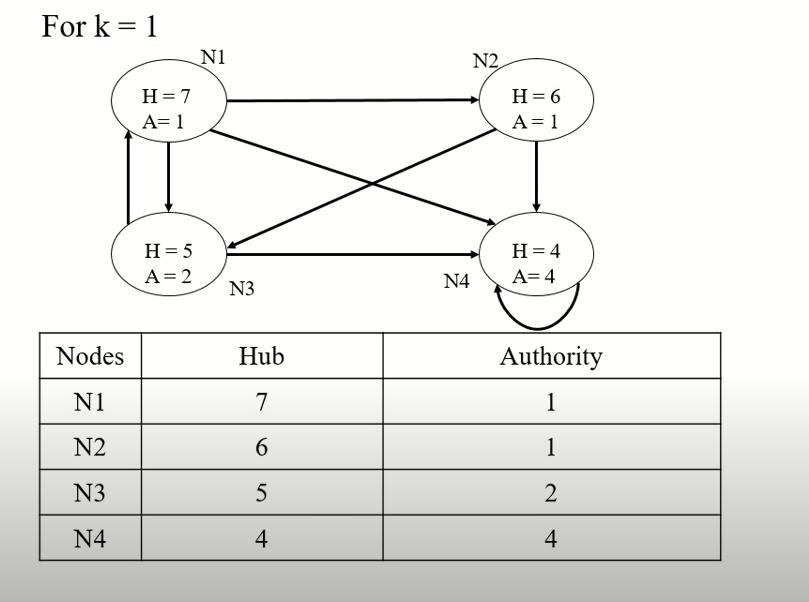 For k = 1
N1
N2
H = 7
A= 1
H = 6
A = 1
H = 5
A = 2
N3
H = 4
A= 4
N4
Nodes Hub Authority
N1 7 1
N2 6 1
N3 5 2
N4 4 4